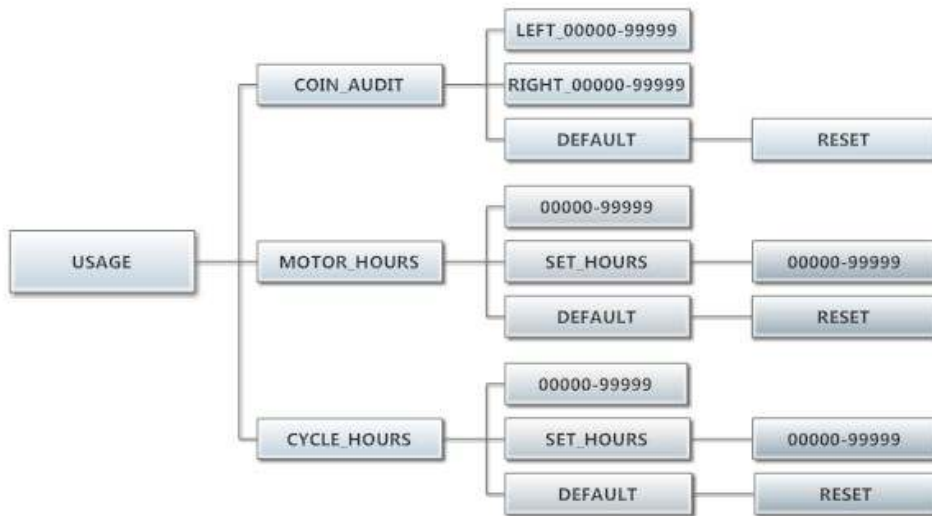 USAGE
COIN_AUDIT
LEFT_00000-99999
RIGHT_00000-99999
DEFAULT
RESET
MOTOR_HOURS
00000-99999
SET_HOURS
00000-99999
DEFAULT
RESET
CYCLE_HOURS
00000-99999
SET_HOURS
00000-99999
DEFAULT
RESET